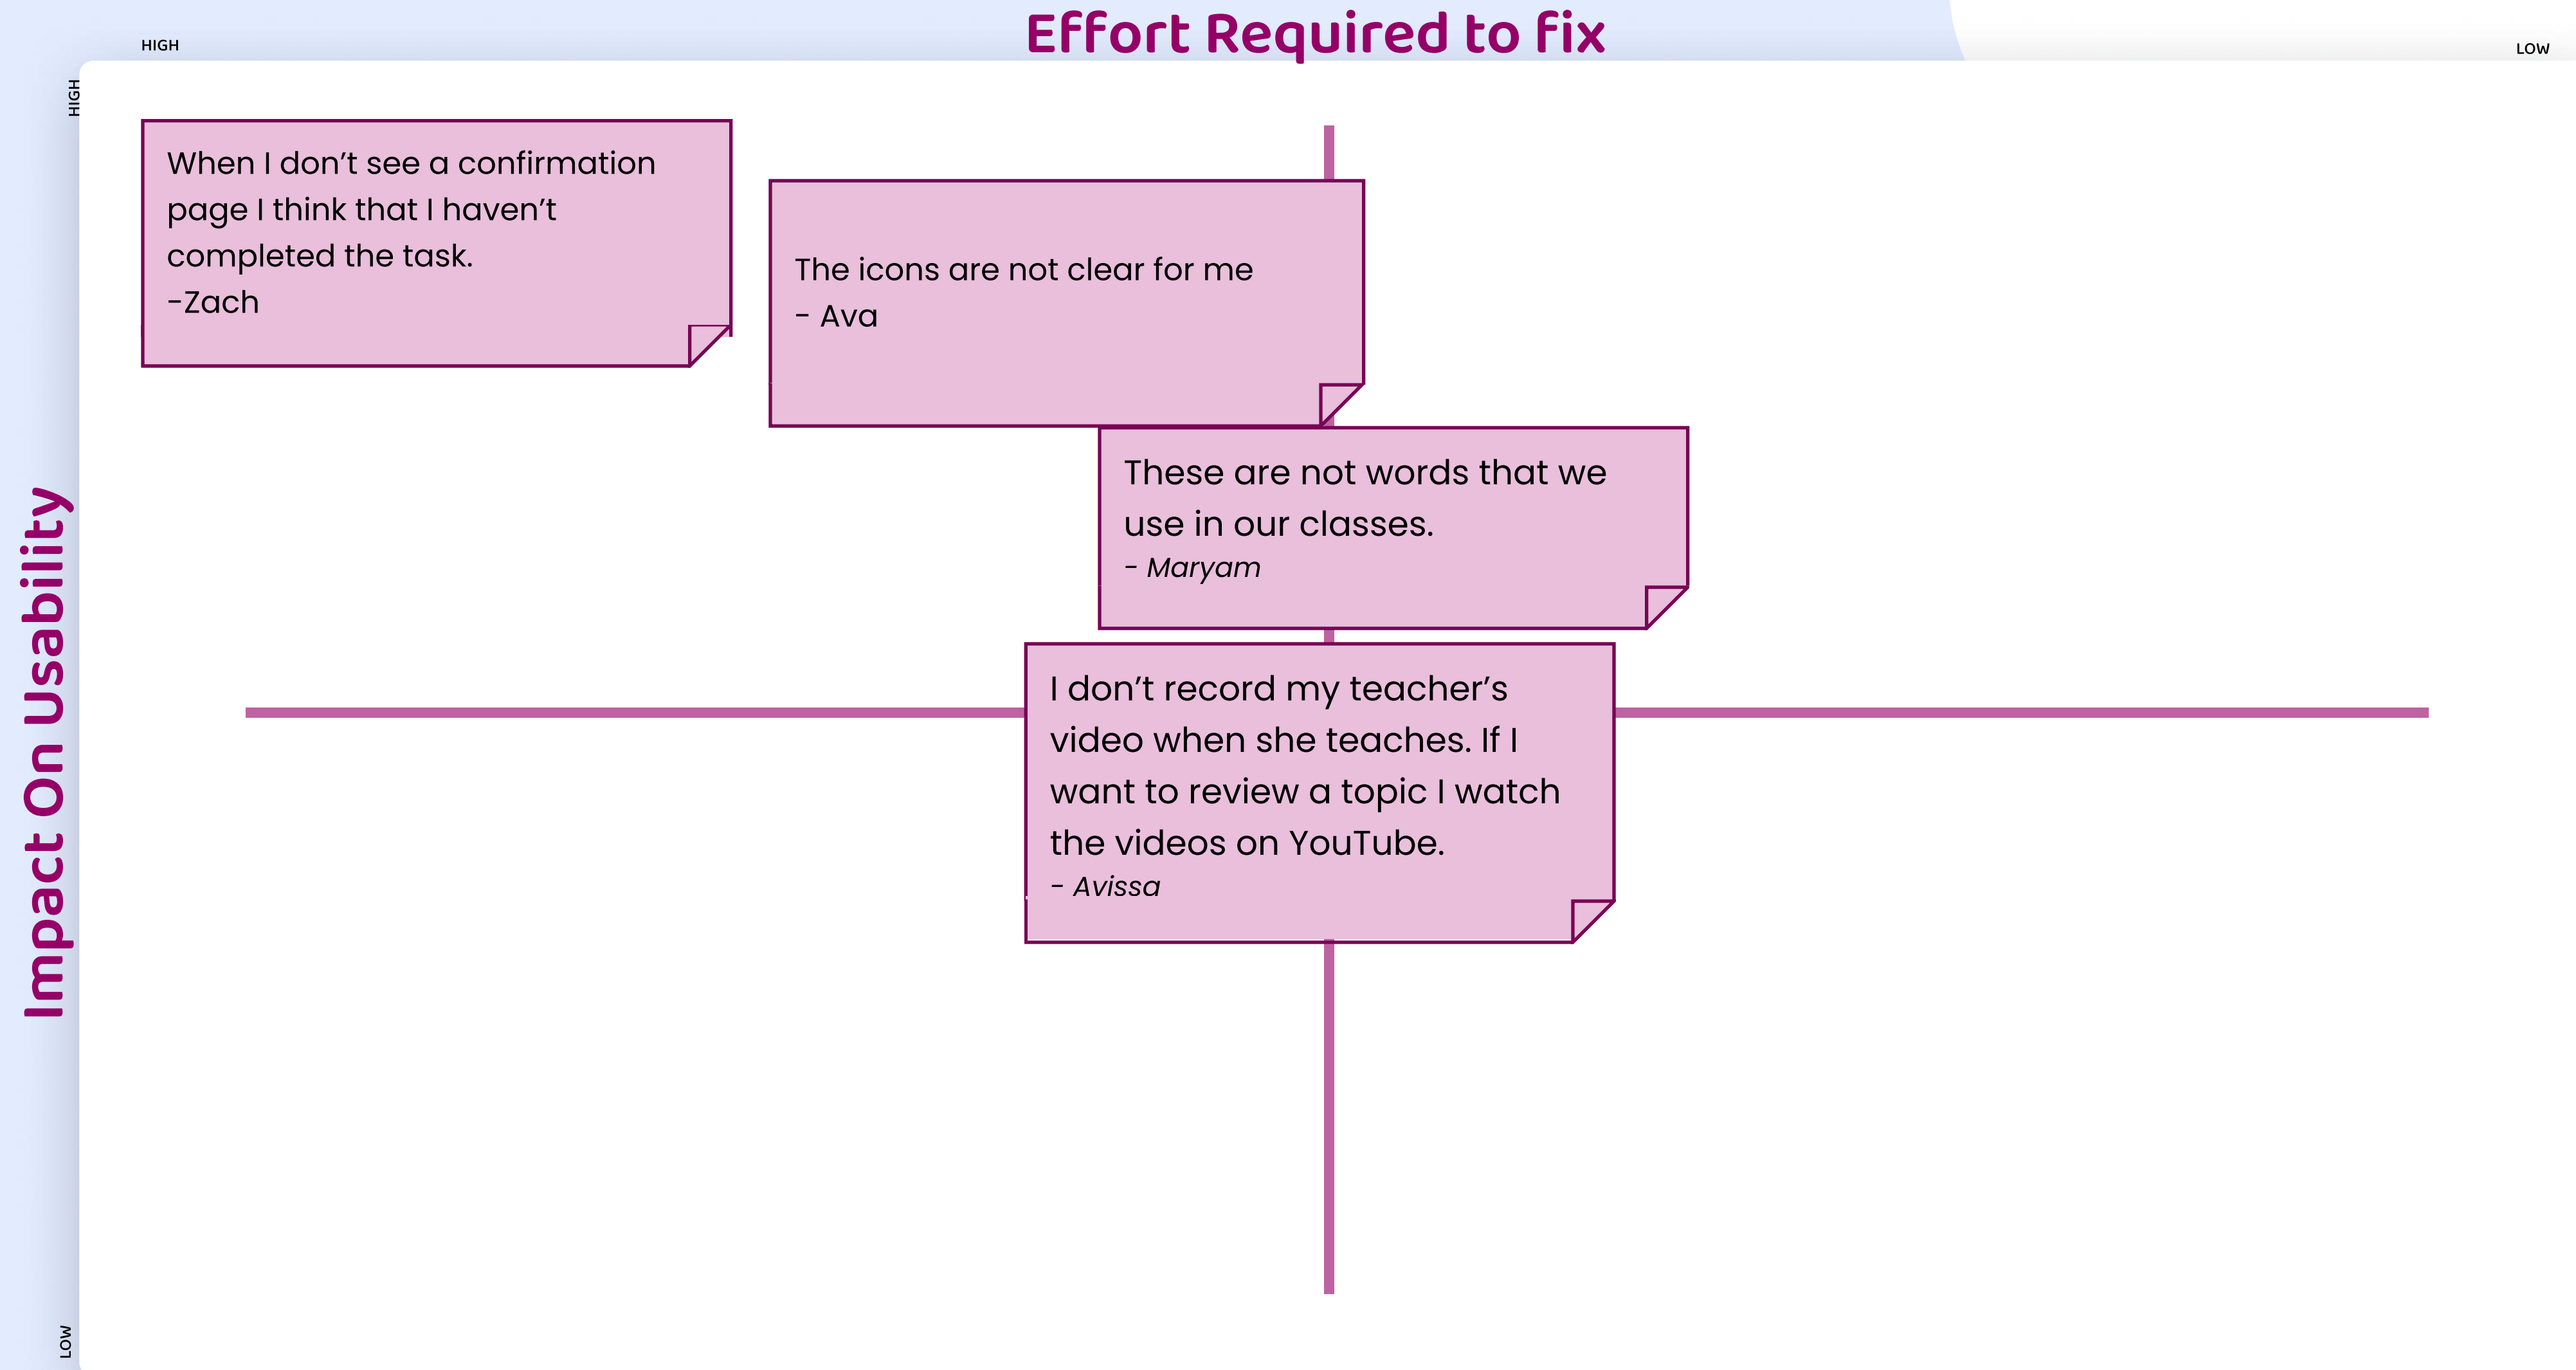 Effort Required to fix
HIGH
LOW
HIGH
When I don’t see a confirmation
page I think that I haven’t
completed the task.
-Zach
The icons are not clear for me
- Ava
These are not words that we
use in our classes.
- Maryam
Impact On Usability
I don’t record my teacher’s
video when she teaches. If I
want to review a topic I watch
the videos on YouTube.
- Avissa
LOW